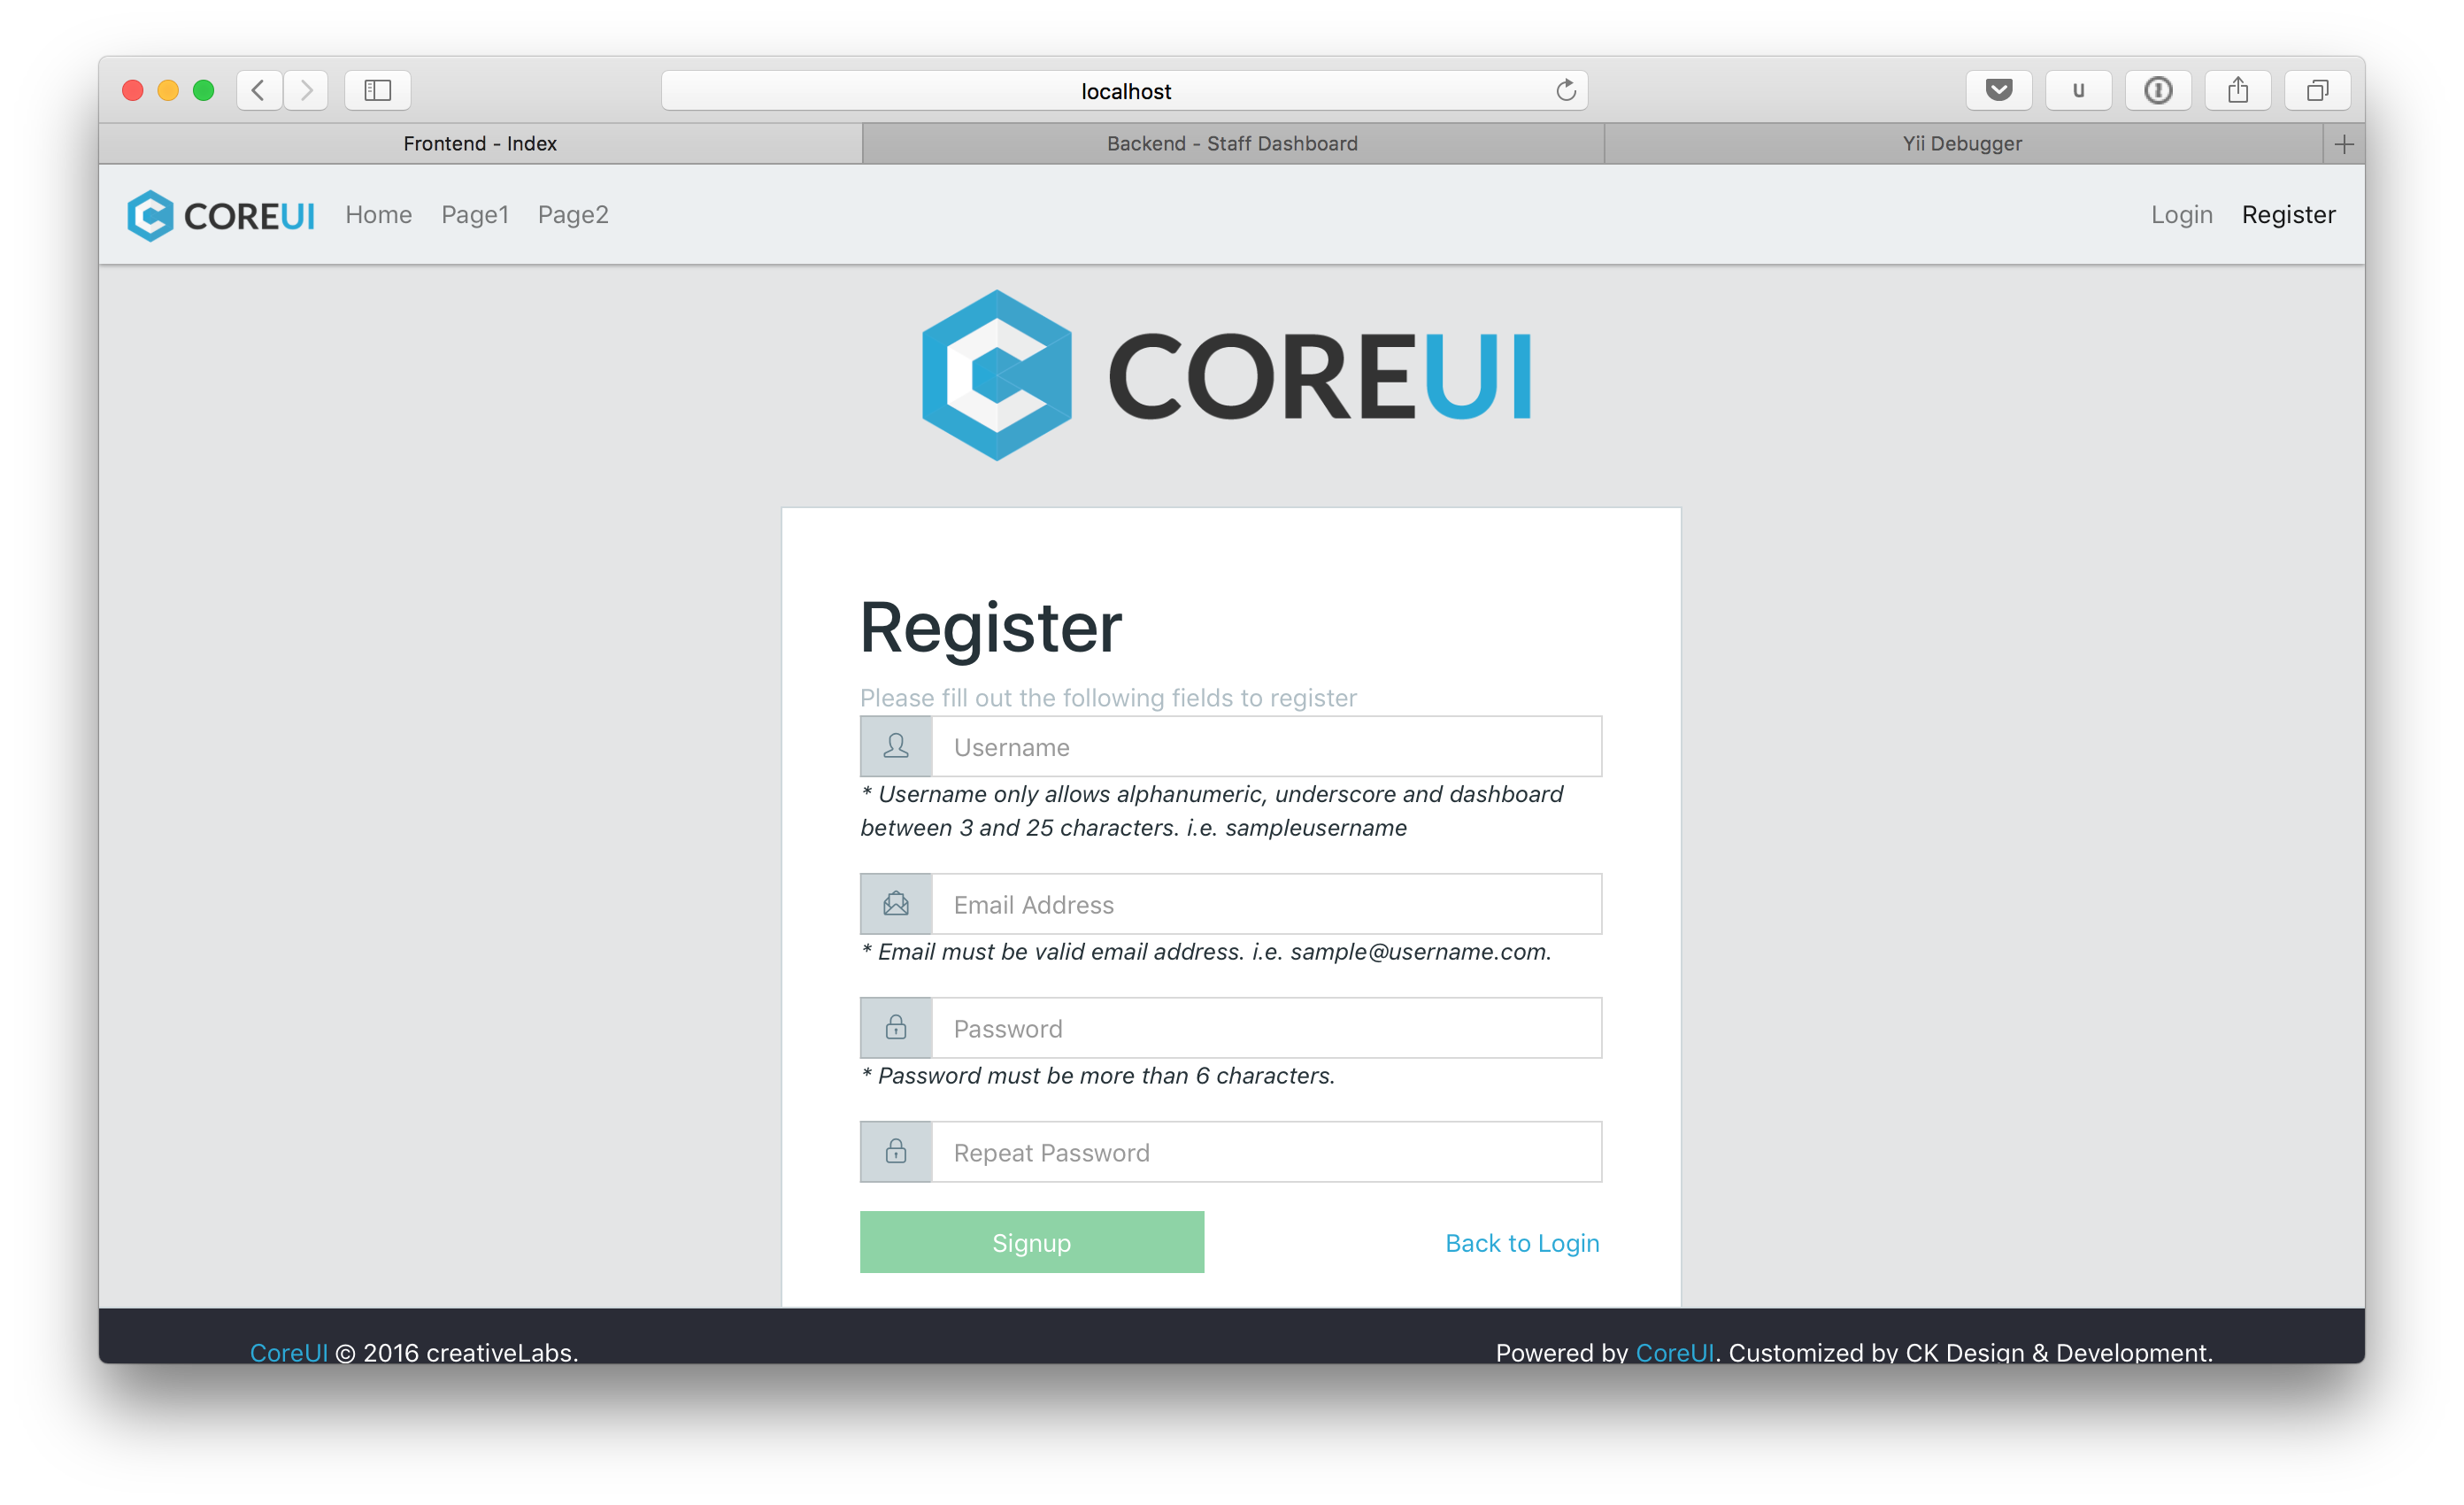 localhost
U
Frontend - Index
Backend - Staff Dashboard
Yii Debugger
COREUI
Home
Page1
Page2
Login
Register
COREUI
Register
Please fill out the following fields to register
Username
* Username only allows alphanumeric, underscore and dashboard
between 3 and 25 characters. i.e. sampleusername
Email Address
* Email must be valid email address. i.e. sample@username.com.
Password
* Password must be more than 6 characters.
Repeat Password
Signup
Back to Login
CoreUI © 2016 creativeLabs.
Powered by CoreUI. Customized by CK Design & Development.